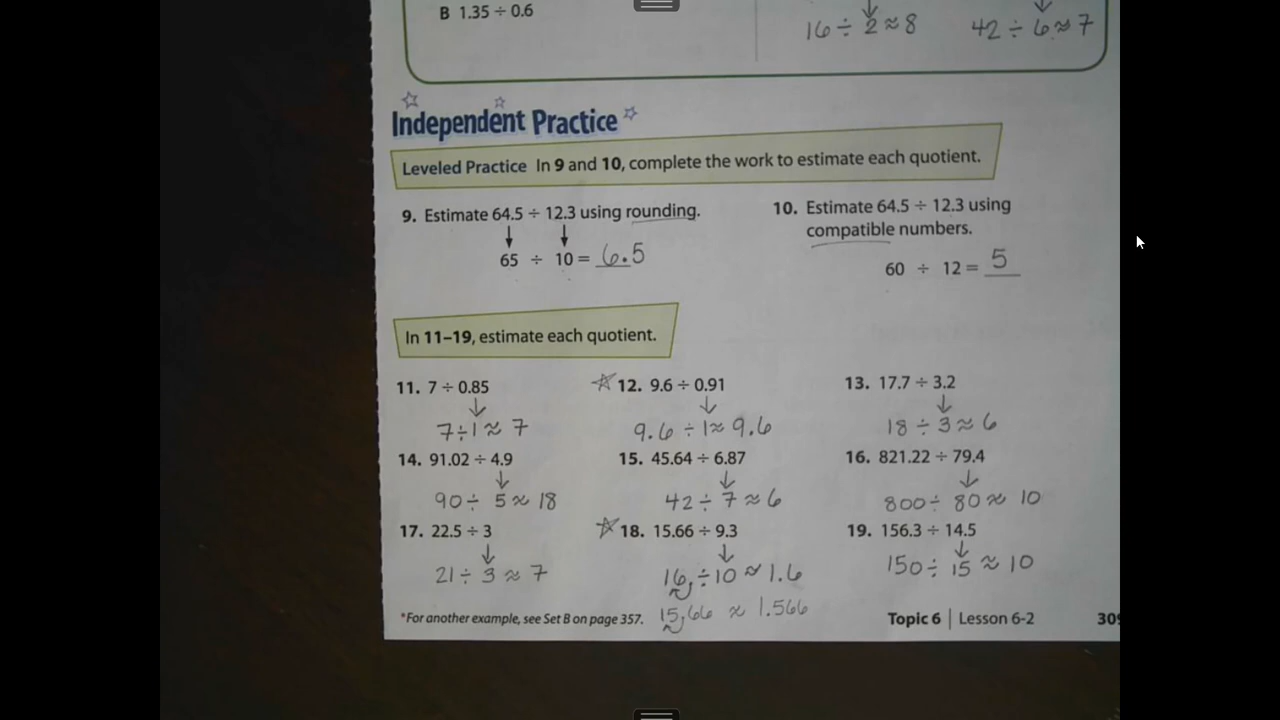 B 1.35 ÷ 0.6
16 ÷ 2 ≈ 8
42 ÷ 6 ≈ 7
Independent Practice
Leveled Practice In 9 and 10, complete the work to estimate each quotient.
9. Estimate 64.5 ÷ 12.3 using rounding.
65 ÷ 10 = 6.5
10. Estimate 64.5 ÷ 12.3 using
compatible numbers.
60 ÷ 12 = 5
In 11–19, estimate each quotient.
11. 7 ÷ 0.85
7 ÷ 1 ≈ 7
12. 9.6 ÷ 0.91
9.6 ÷ 1 ≈ 9.6
13. 17.7 ÷ 3.2
18 ÷ 3 ≈ 6
14. 91.02 ÷ 4.9
90 ÷ 5 ≈ 18
15. 45.64 ÷ 6.87
42 ÷ 7 ≈ 6
16. 821.22 ÷ 79.4
800 ÷ 80 ≈ 10
17. 22.5 ÷ 3
21 ÷ 3 ≈ 7
18. 15.66 ÷ 9.3
16. ÷ 10 ≈ 1.6
15.66 ≈ 1.566
19. 156.3 ÷ 14.5
150 ÷ 15 ≈ 10
*For another example, see Set B on page 357.
Topic 6 | Lesson 6-2
309